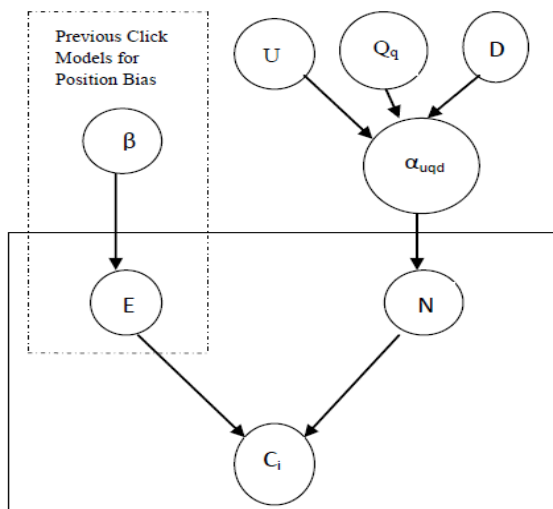 Previous Click
Models for
Position Bias
U
Qq
D
β
αuqd
E
N
Ci